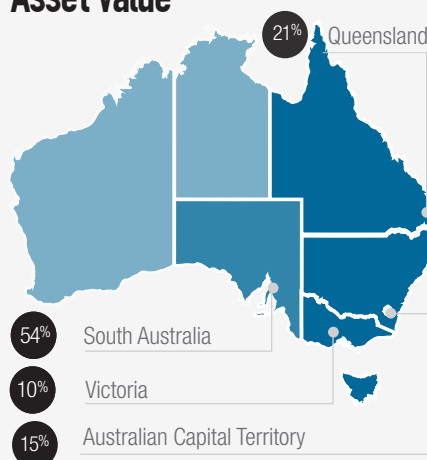 Asset Value
21% Queensland
54% South Australia
10% Victoria
15% Australian Capital Territory